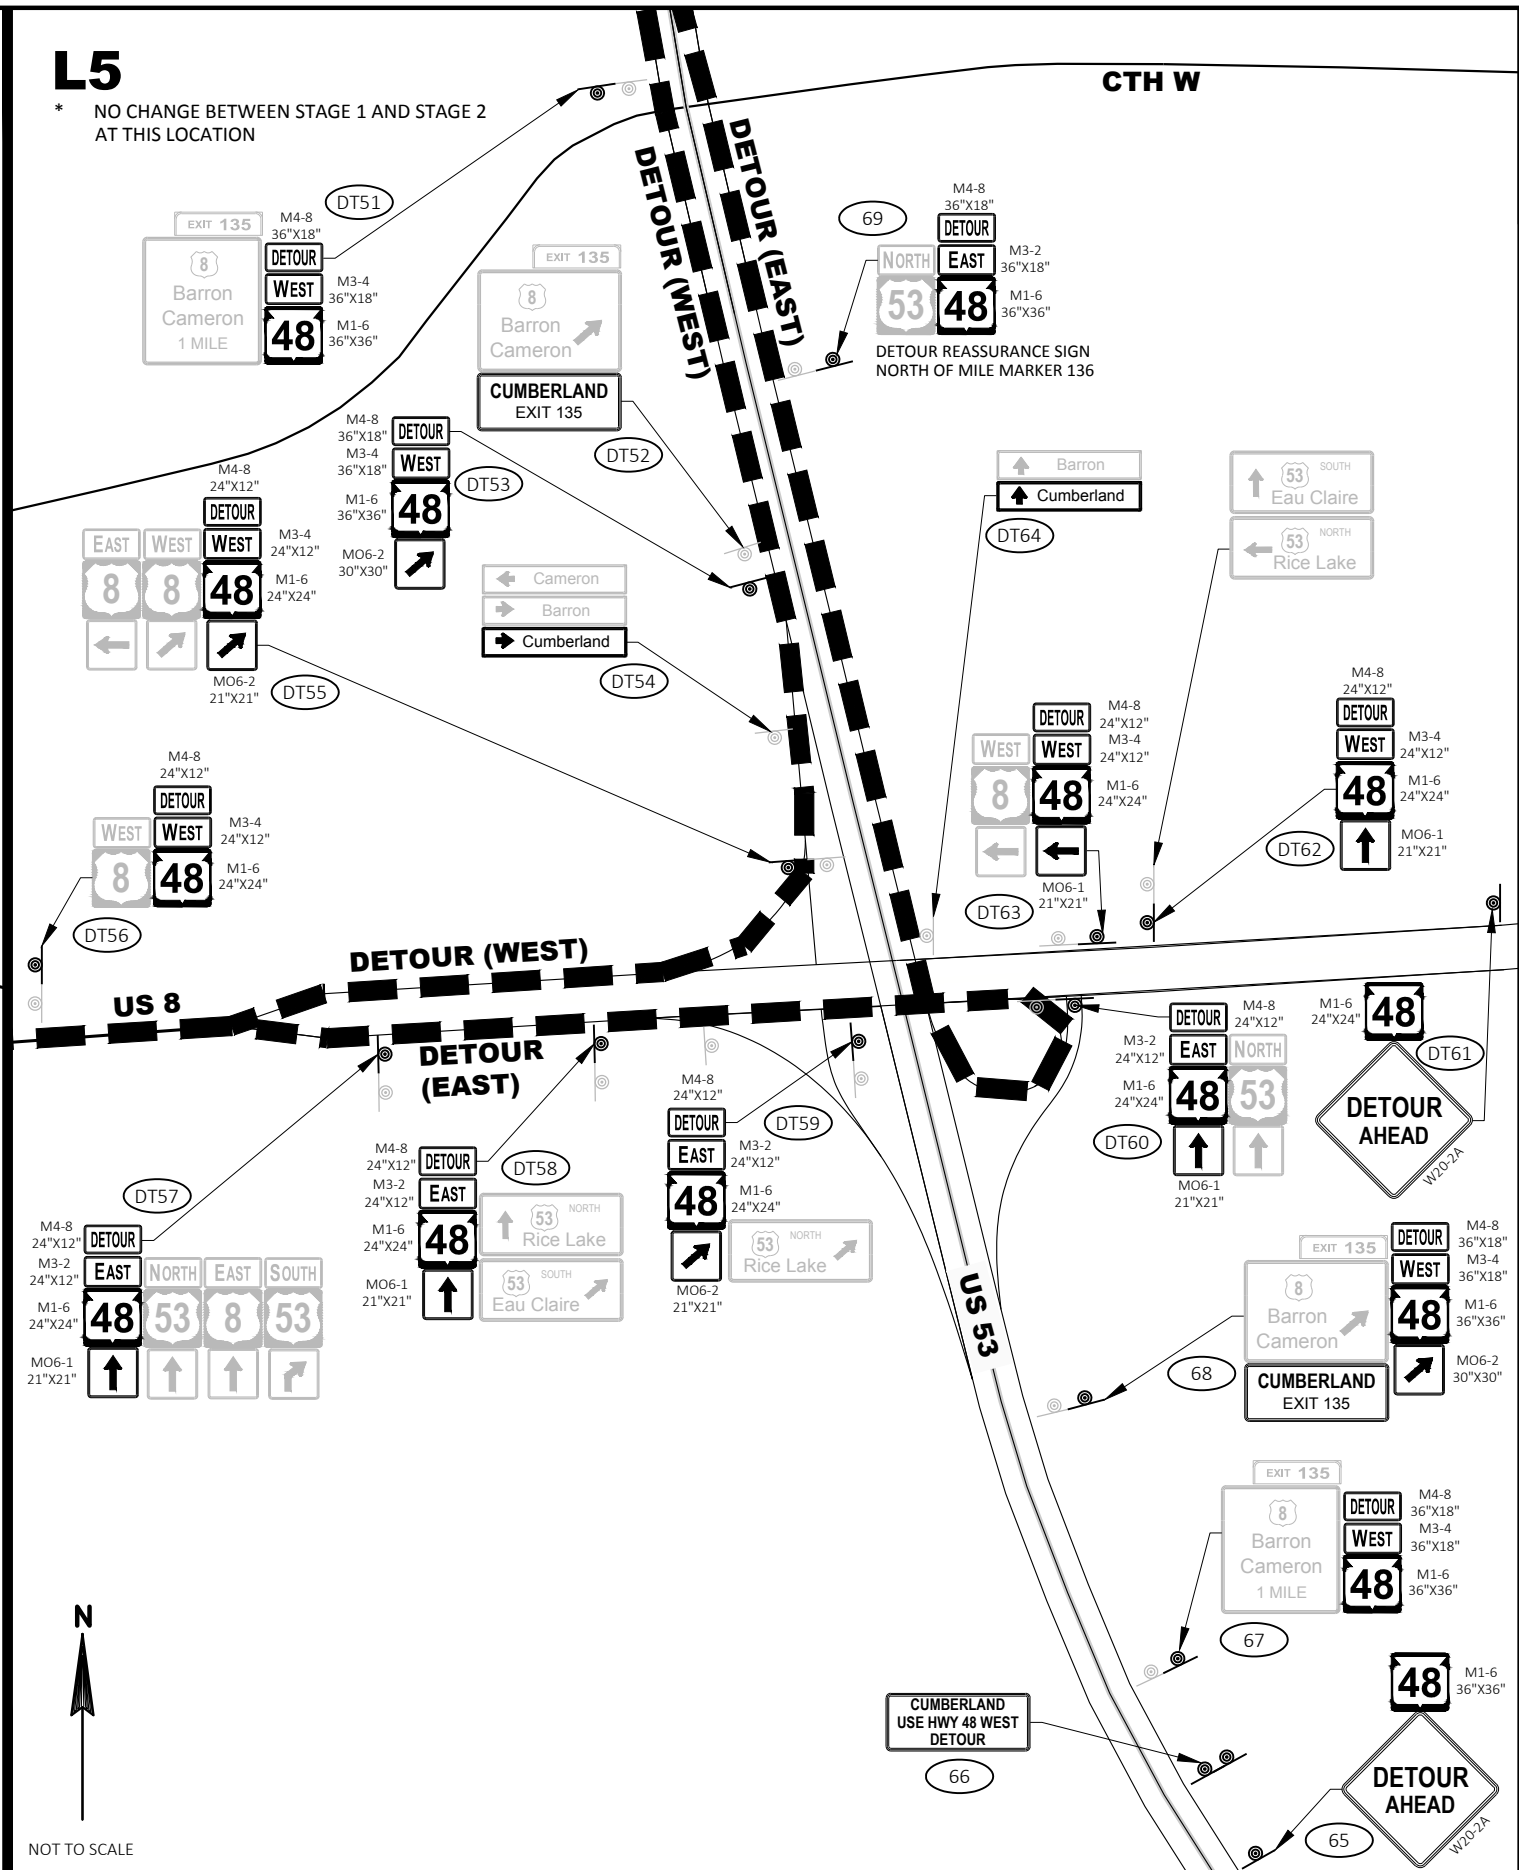 L5
* NO CHANGE BETWEEN STAGE 1 AND STAGE 2
AT THIS LOCATION
CTH W
DETOUR (WEST)
DETOUR (EAST)
DT51
EXIT 135
8
Barron
Cameron
1 MILE
M4-8
36"X18"
DETOUR
WEST
M3-4
36"X18"
48
M1-6
36"X36"
EXIT 135
8
Barron
Cameron
CUMBERLAND
EXIT 135
DT52
69
M4-8
36"X18"
DETOUR
NORTH
EAST
M3-2
36"X18"
53
48
M1-6
36"X36"
DETOUR REASSURANCE SIGN
NORTH OF MILE MARKER 136
M4-8
36"X18"
DETOUR
M3-4
36"X18"
WEST
M1-6
36"X36"
48
MO6-2
30"X30"
DT53
M4-8
24"X12"
DETOUR
EAST
WEST
WEST
M3-4
24"X12"
8
8
48
M1-6
24"X24"
MO6-2
21"X21"
DT55
Cameron
Barron
Cumberland
DT54
Barron
Cumberland
DT64
53
SOUTH
Eau Claire
53
NORTH
Rice Lake
M4-8
24"X12"
DETOUR
WEST
M3-4
24"X12"
48
M1-6
24"X24"
MO6-1
21"X21"
DT62
DETOUR
M4-8
24"X12"
WEST
WEST
M3-4
24"X12"
8
48
M1-6
24"X24"
MO6-1
21"X21"
DT63
M4-8
24"X12"
DETOUR
WEST
WEST
M3-4
24"X12"
8
48
M1-6
24"X24"
DT56
DETOUR (WEST)
US 8
DETOUR
(EAST)
DETOUR
M4-8
24"X12"
M3-2
24"X12"
EAST
NORTH
M1-6
24"X24"
48
53
MO6-1
21"X21"
DT60
M1-6
24"X24"
48
DT61
DETOUR
AHEAD
W20-2A
DT57
M4-8
24"X12"
DETOUR
M3-2
24"X12"
EAST
NORTH
EAST
SOUTH
M1-6
24"X24"
48
53
8
53
MO6-1
21"X21"
M4-8
24"X12"
DETOUR
DT58
M3-2
24"X12"
EAST
M1-6
24"X24"
48
53
NORTH
Rice Lake
MO6-1
21"X21"
53
SOUTH
Eau Claire
M4-8
24"X12"
DETOUR
DT59
EAST
M3-2
24"X12"
48
M1-6
24"X24"
53
NORTH
Rice Lake
MO6-2
21"X21"
US 53
EXIT 135
8
Barron
Cameron
CUMBERLAND
EXIT 135
DETOUR
M4-8
36"X18"
WEST
M3-4
36"X18"
48
M1-6
36"X36"
MO6-2
30"X30"
68
EXIT 135
8
Barron
Cameron
1 MILE
DETOUR
M4-8
36"X18"
WEST
M3-4
36"X18"
48
M1-6
36"X36"
67
CUMBERLAND
USE HWY 48 WEST
DETOUR
66
48
M1-6
36"X36"
DETOUR
AHEAD
W20-2A
65
N
NOT TO SCALE